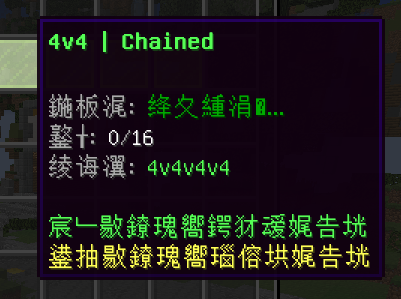 4v4 | Chained
鍦板浘: 绛夊緟涓�...
鐜╁: 0/16
绫诲瀷: 4v4v4v4
宸﹂敭鐐瑰嚮鍔犲叆娓告垙
鍙抽敭鐐瑰嚮瑙傛垬娓告垙